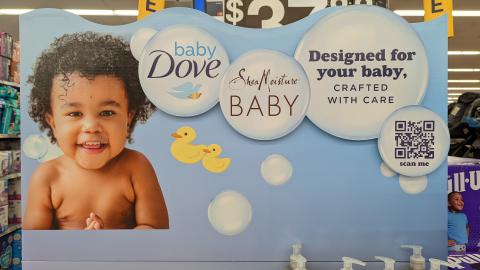 baby
Dove
SheaMoisture
BABY
Designed for
your baby,
CRAFTED
WITH CARE
scan me